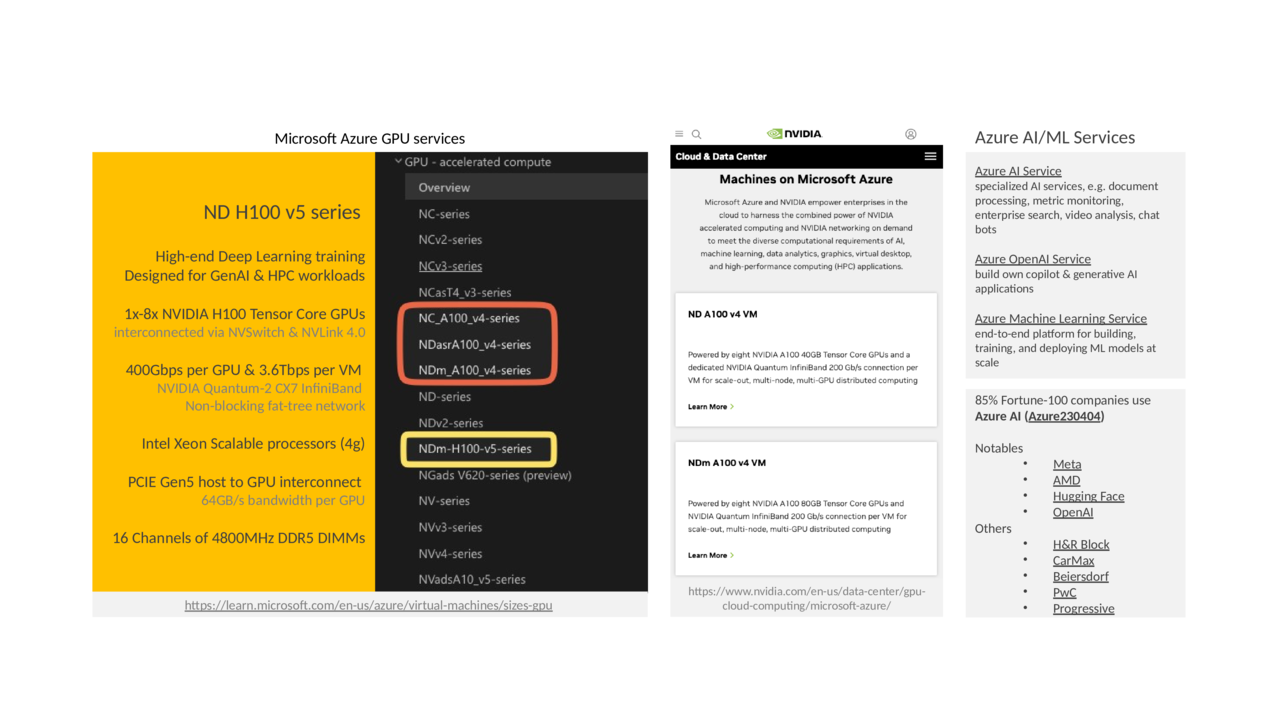 Microsoft Azure GPU services
ND H100 v5 series
High-end Deep Learning training
Designed for GenAI & HPC workloads
1x-8x NVIDIA H100 Tensor Core GPUs
interconnected via NVSwitch & NVLink 4.0
400Gbps per GPU & 3.6Tbps per VM
NVIDIA Quantum-2 CX7 InfiniBand
Non-blocking fat-tree network
Intel Xeon Scalable processors (4g)
PCIE Gen5 host to GPU interconnect
64GB/s bandwidth per GPU
16 Channels of 4800MHz DDR5 DIMMs
GPU - accelerated compute
Overview
NC-series
NCv2-series
NCv3-series
NCasT4_v3-series
NC_A100_v4-series
NDasrA100_v4-series
NDm_A100_v4-series
ND-series
NDv2-series
NDm-H100-v5-series
NGads V620-series (preview)
NV-series
NVv3-series
NVv4-series
NVadsA10_v5-series
https://learn.microsoft.com/en-us/azure/virtual-machines/sizes-gpu
NVIDIA.
Cloud & Data Center
Machines on Microsoft Azure
Microsoft Azure and NVIDIA empower enterprises in the
cloud to harness the combined power of NVIDIA
accelerated computing and NVIDIA networking on demand
to meet the diverse computational requirements of AI,
machine learning, data analytics, graphics, virtual desktop,
and high-performance computing (HPC) applications.
ND A100 v4 VM
Powered by eight NVIDIA A100 40GB Tensor Core GPUs and a
dedicated NVIDIA Quantum InfiniBand 200 Gb/s connection per
VM for scale-out, multi-node, multi-GPU distributed computing
Learn More >
NDm A100 v4 VM
Powered by eight NVIDIA A100 80GB Tensor Core GPUs and
NVIDIA Quantum InfiniBand 200 Gb/s connection per VM for
scale-out, multi-node, multi-GPU distributed computing
Learn More >
https://www.nvidia.com/en-us/data-center/gpu-
cloud-computing/microsoft-azure/
Azure AI/ML Services
Azure AI Service
specialized AI services, e.g. document
processing, metric monitoring,
enterprise search, video analysis, chat
bots
Azure OpenAI Service
build own copilot & generative AI
applications
Azure Machine Learning Service
end-to-end platform for building,
training, and deploying ML models at
scale
85% Fortune-100 companies use
Azure AI (Azure230404)
Notables
• Meta
• AMD
• Hugging Face
• OpenAI
Others
• H&R Block
• CarMax
• Beiersdorf
• PwC
• Progressive